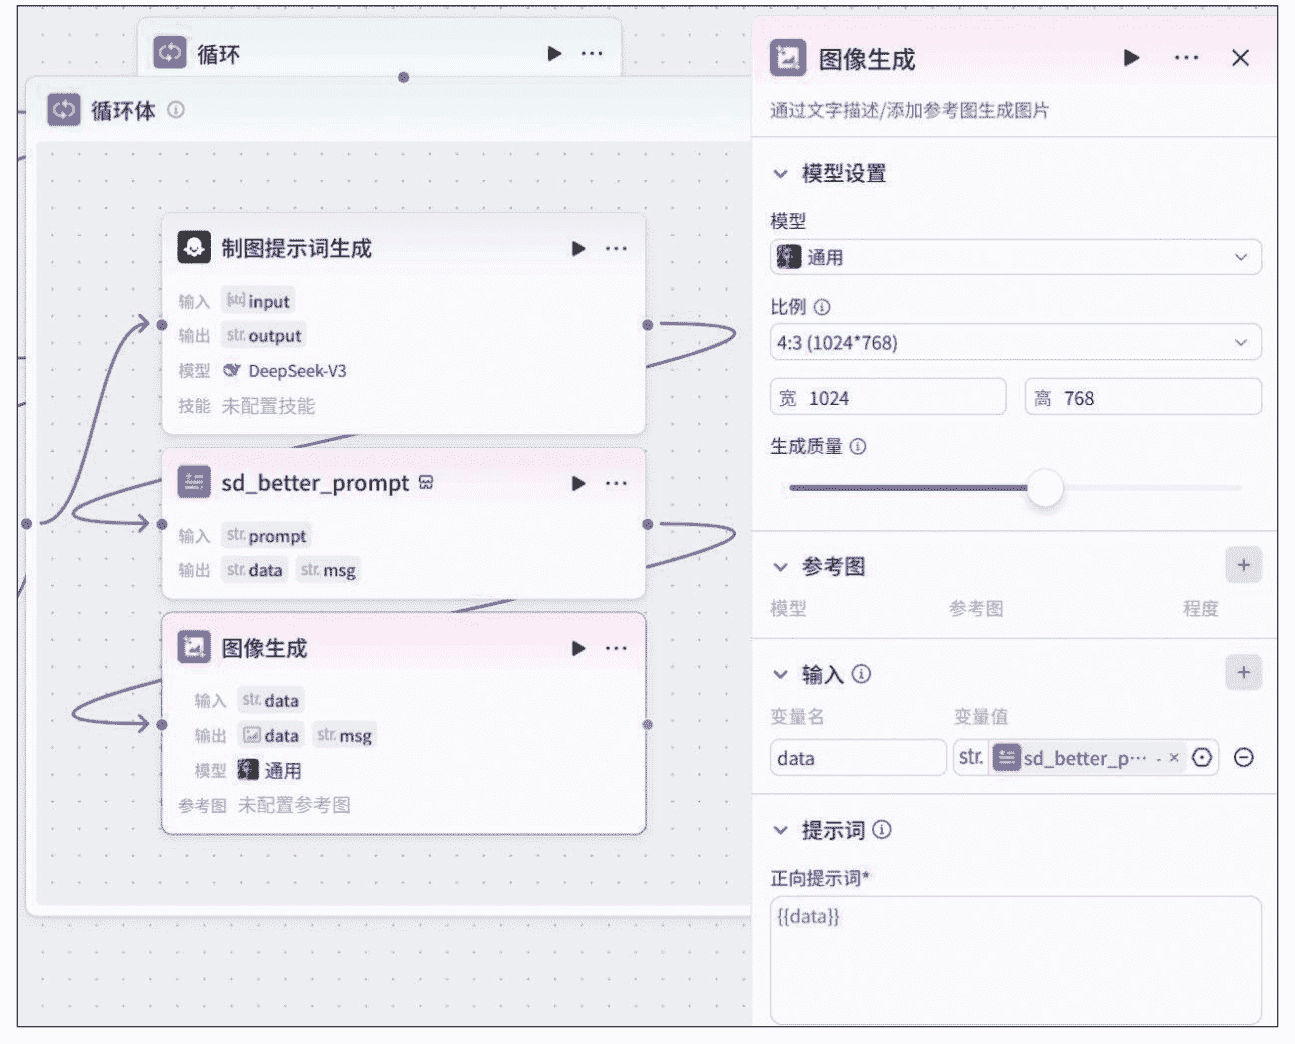 循环
循环体
制图提示词生成
输入 [str] input
输出 str. output
模型 DeepSeek-V3
技能 未配置技能
sd_better_prompt
输入 str. prompt
输出 str. data str. msg
图像生成
输入 str. data
输出 data str. msg
模型 通用
参考图 未配置参考图
图像生成
通过文字描述/添加参考图生成图片
模型设置
模型
通用
比例
4:3 (1024*768)
宽 1024 高 768
生成质量
参考图
模型 参考图 程度
输入
变量名 变量值
data str. sd_better_p··· -
提示词
正向提示词*
{{data}}